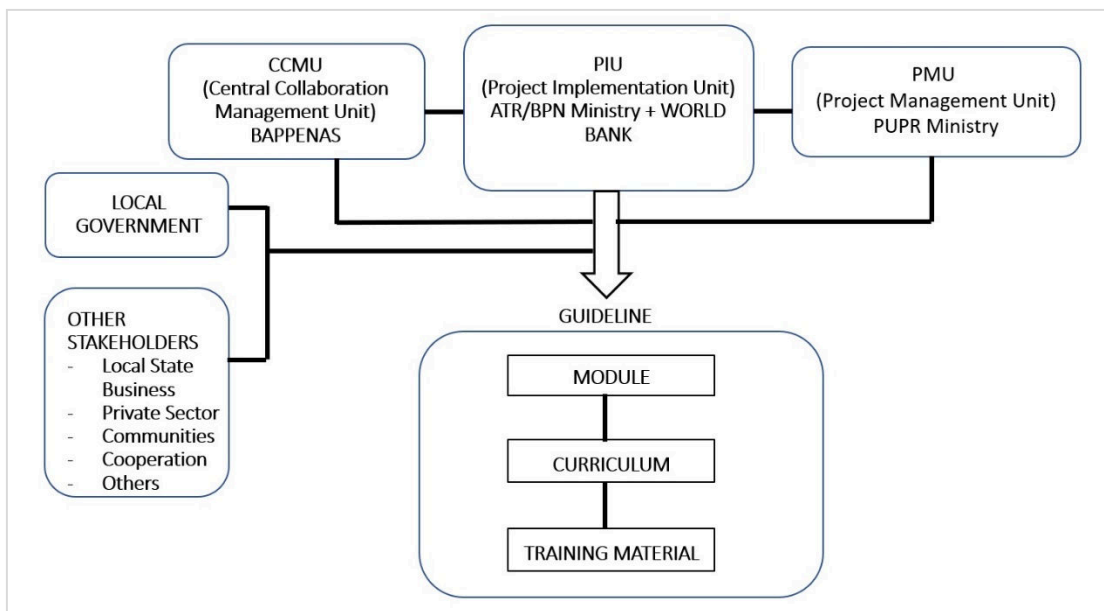 CCMU
(Central Collaboration
Management Unit)
BAPPENAS
PIU
(Project Implementation Unit)
ATR/BPN Ministry + WORLD
BANK
PMU
(Project Management Unit)
PUPR Ministry
LOCAL
GOVERNMENT
OTHER
STAKEHOLDERS
- Local State
Business
- Private Sector
- Communities
- Cooperation
- Others
GUIDELINE
MODULE
CURRICULUM
TRAINING MATERIAL